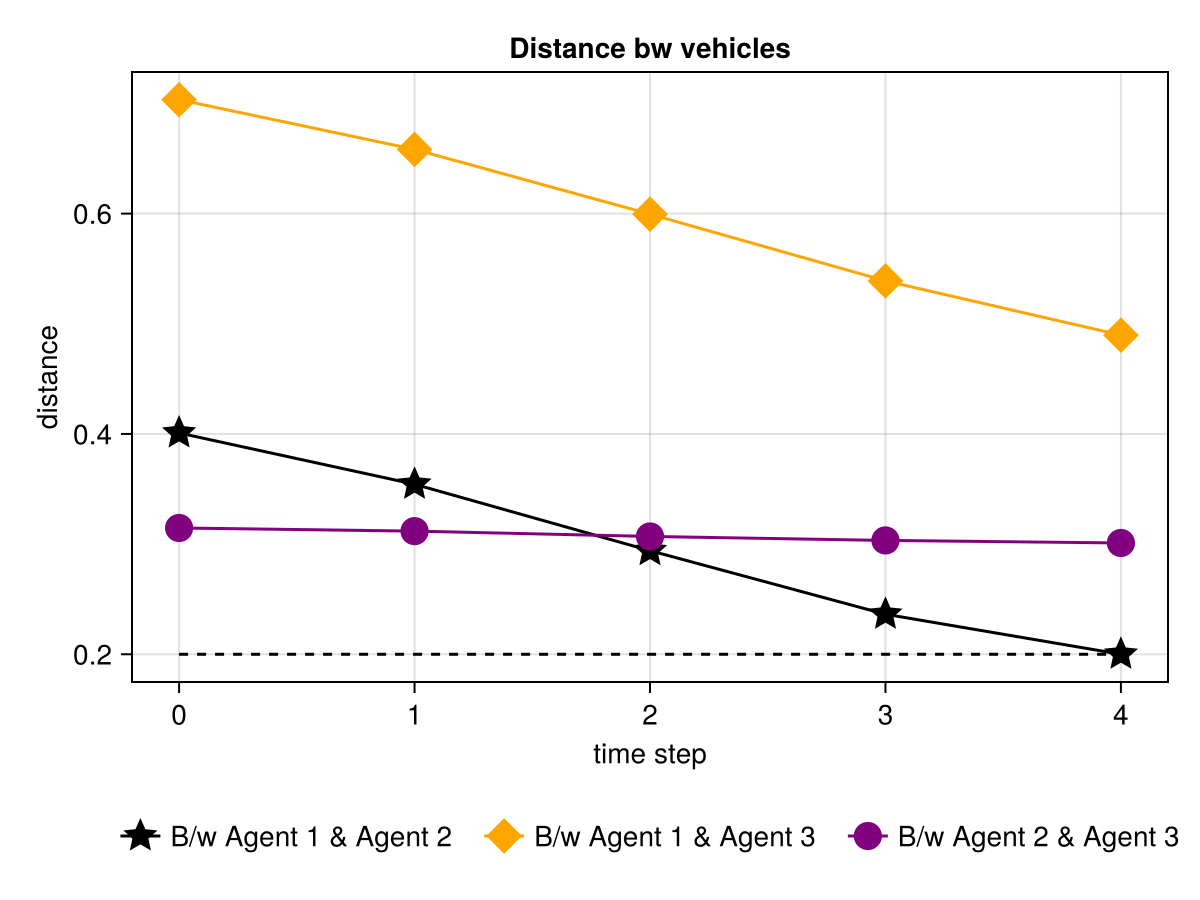 Distance bw vehicles
distance
0.6
0.4
0.2
0 1 2 3 4
time step
B/w Agent 1 & Agent 2 B/w Agent 1 & Agent 3 B/w Agent 2 & Agent 3